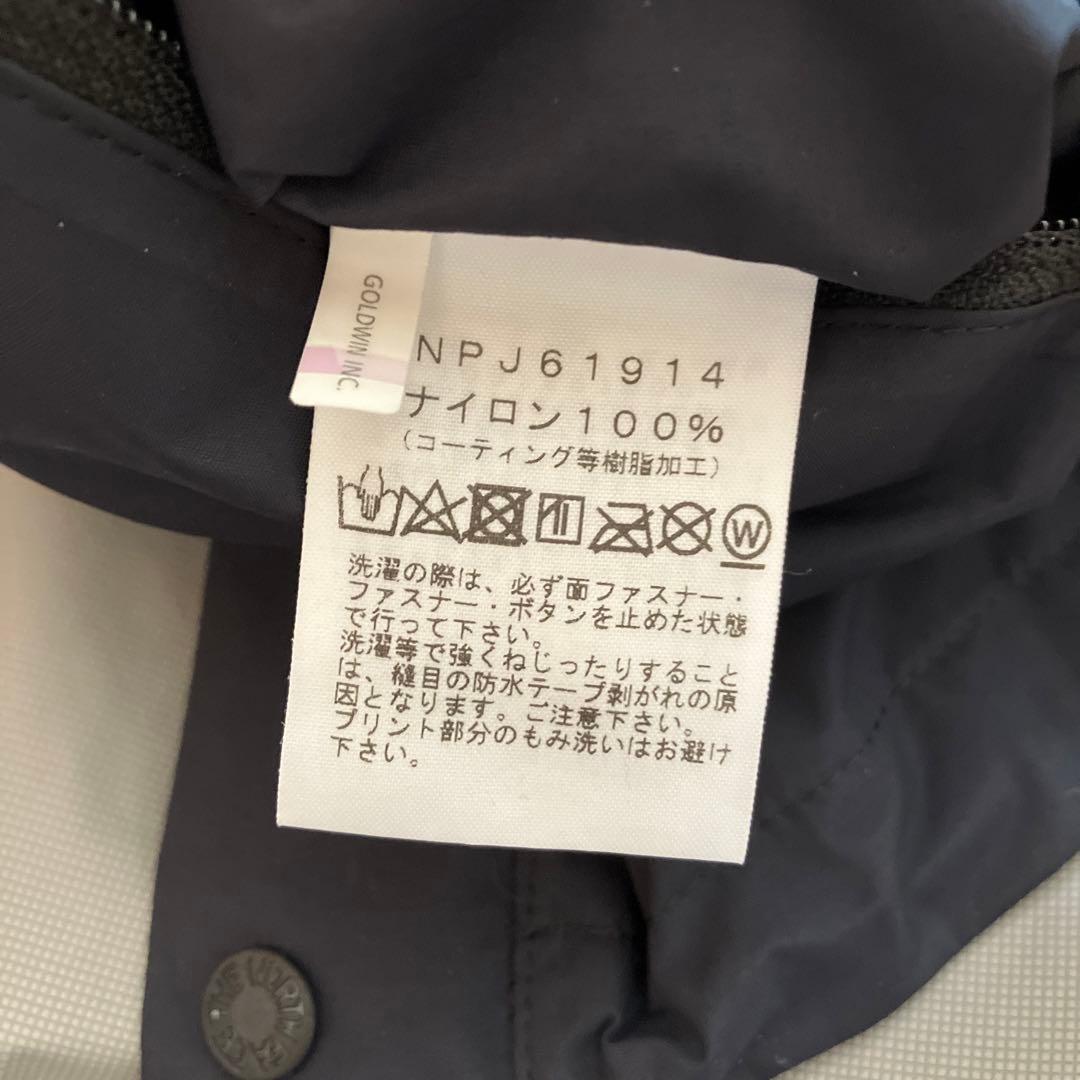 GOLDWIN INC.
NPJ61914
ナイロン100%
(コーティング等樹脂加工)
W
洗濯の際は、必ず面ファスナー・
ファスナー・ボタンを止めた状態
で行って下さい。
洗濯等で強くねじったりすること
は、縫目の防水テープ剥がれの原
因となります。ご注意下さい。
プリント部分のもみ洗いはお避け
下さい。
THE NORTH